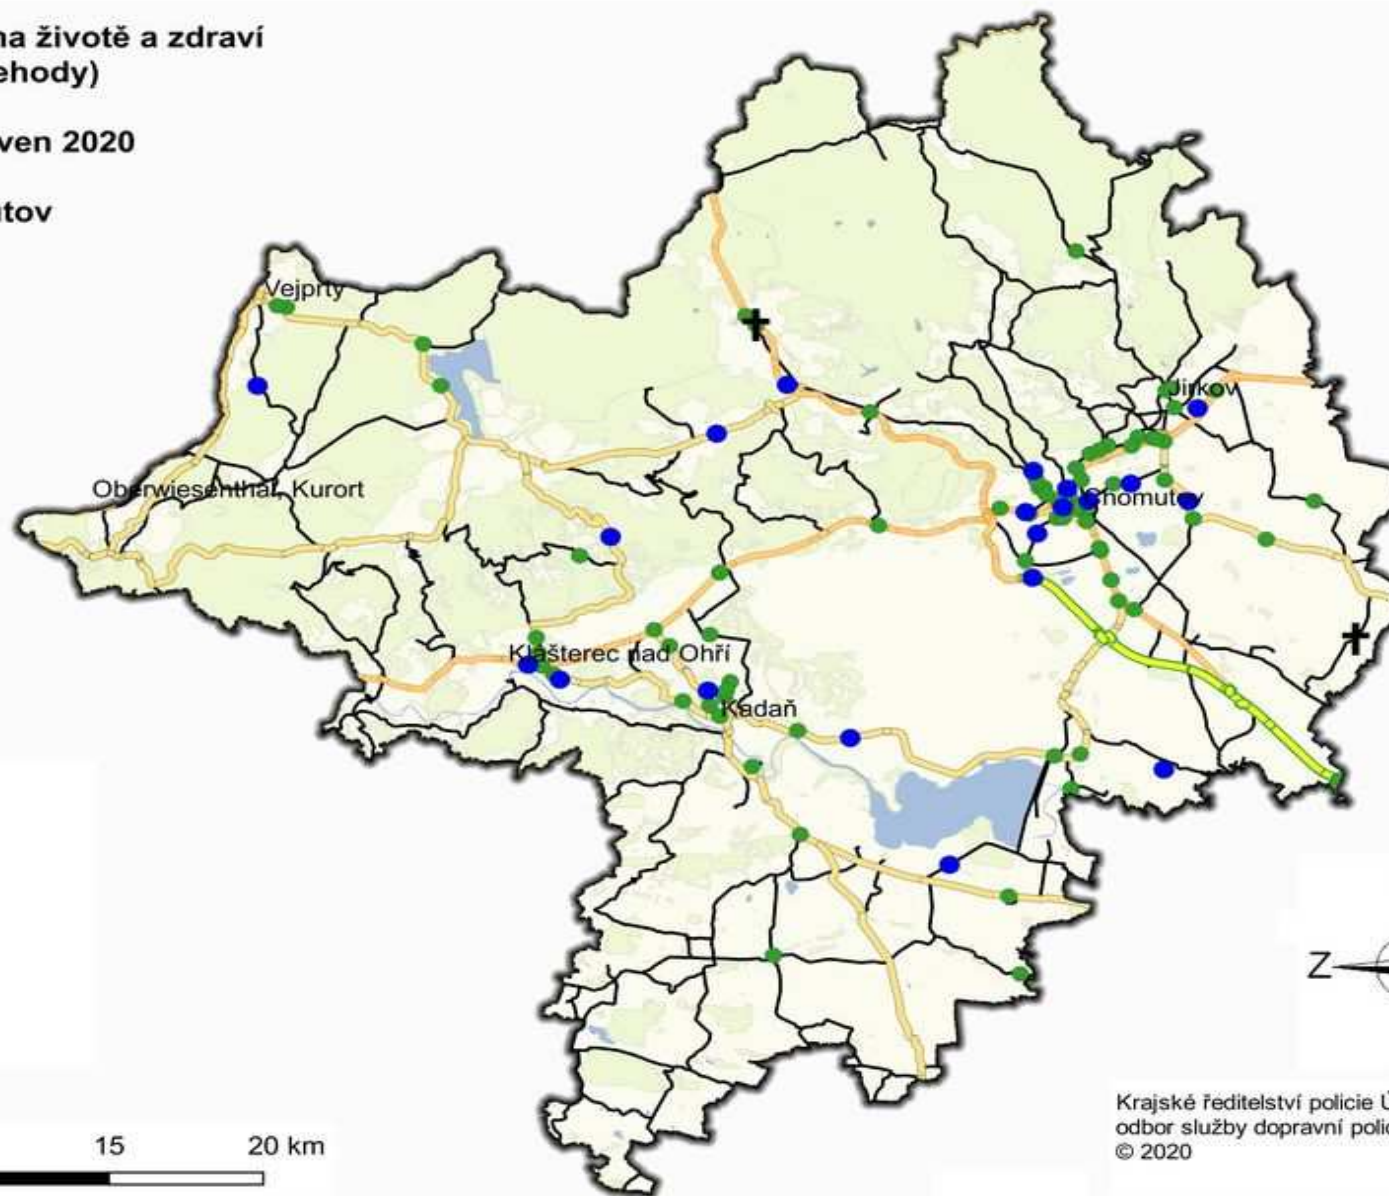 na životě a zdraví
ehody)
ven 2020
tov
Vejprty
Jirkov
Oberwiesenthal, Kurort
Chomutov
Klášterec nad Ohří
Kadaň
Z
15 20 km
Krajské ředitelství policie Ú
odbor služby dopravní polic
© 2020